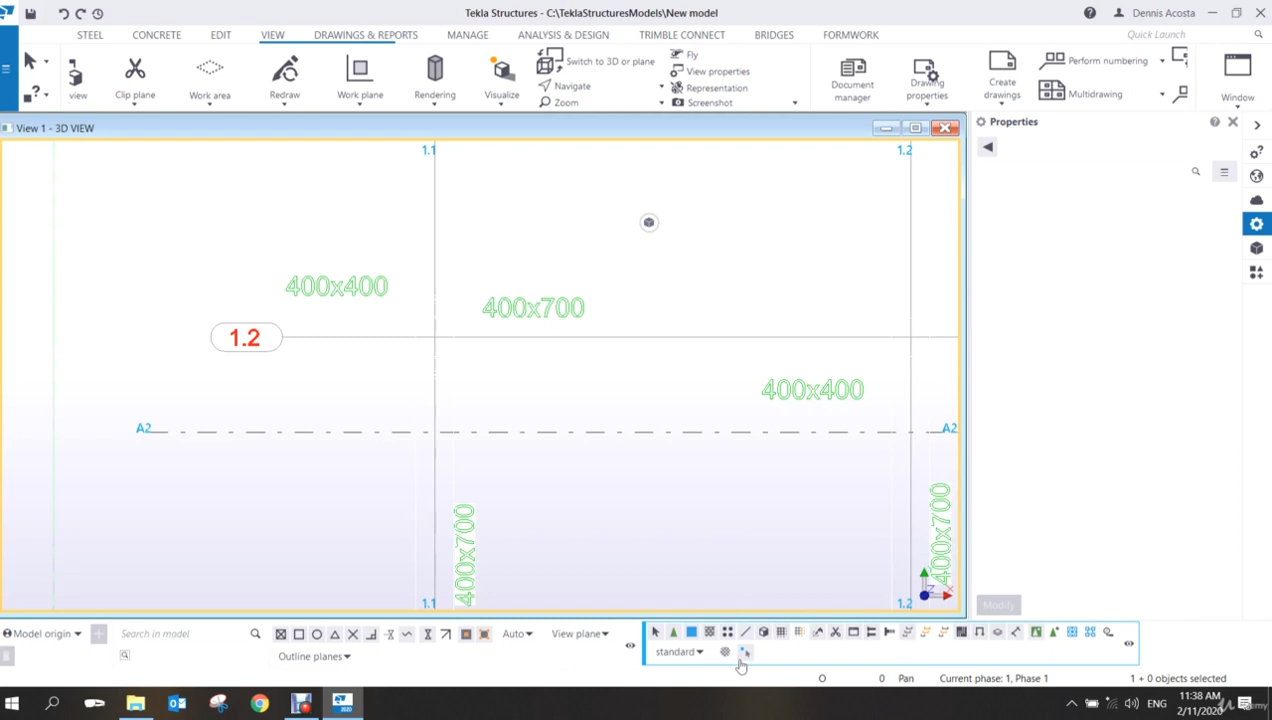 Tekla Structures - C:\TeklaStructuresModels\New model
Dennis Acosta
STEEL CONCRETE EDIT VIEW DRAWINGS & REPORTS MANAGE ANALYSIS & DESIGN TRIMBLE CONNECT BRIDGES FORMWORK
Quick Launch
view
Clip plane
Work area
Redraw
Work plane
Rendering
Visualize
Switch to 3D or plane
Navigate
Zoom
Fly
View properties
Representation
Screenshot
Document
manager
Drawing
properties
Create
drawings
Perform numbering
Multidrawing
Window
View 1 - 3D VIEW
Properties
1.1 1.2
400x400
400x700
1.2
400x400
A2 A2
400x700
400x700
1.1 1.2
Z X
Modify
Model origin
Search in model
Auto
View plane
Outline planes
standard
O 0 Pan Current phase: 1, Phase 1 1 + 0 objects selected
2020
ENG
11:38 AM
2/11/2020
Udemy